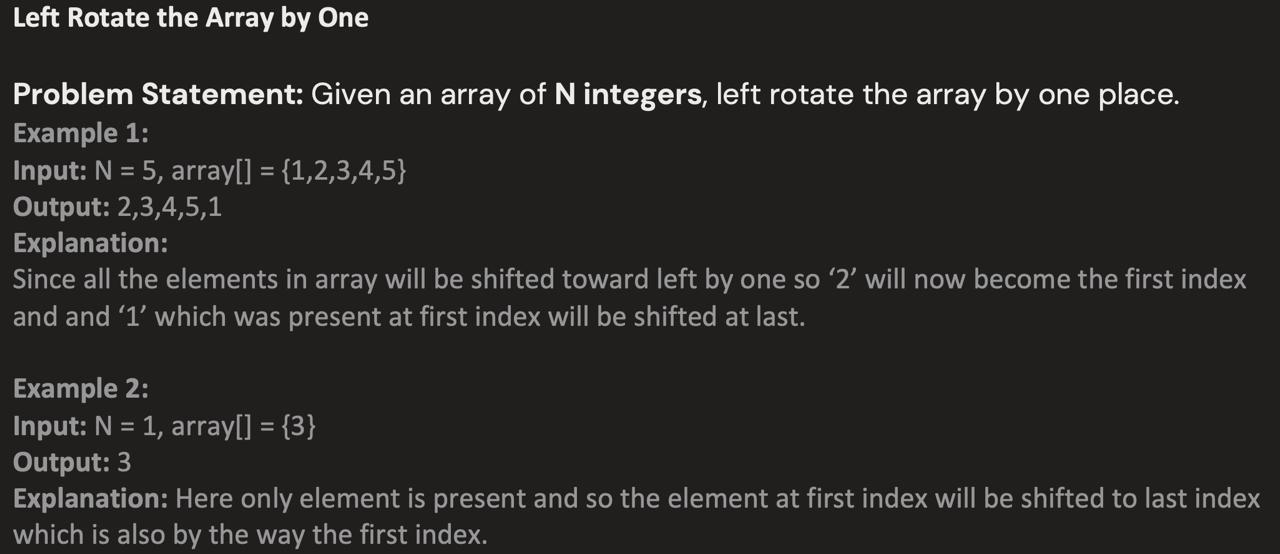 Left Rotate the Array by One
Problem Statement: Given an array of N integers, left rotate the array by one place.
Example 1:
Input: N = 5, array[] = {1,2,3,4,5}
Output: 2,3,4,5,1
Explanation:
Since all the elements in array will be shifted toward left by one so ‘2’ will now become the first index
and and ‘1’ which was present at first index will be shifted at last.
Example 2:
Input: N = 1, array[] = {3}
Output: 3
Explanation: Here only element is present and so the element at first index will be shifted to last index
which is also by the way the first index.